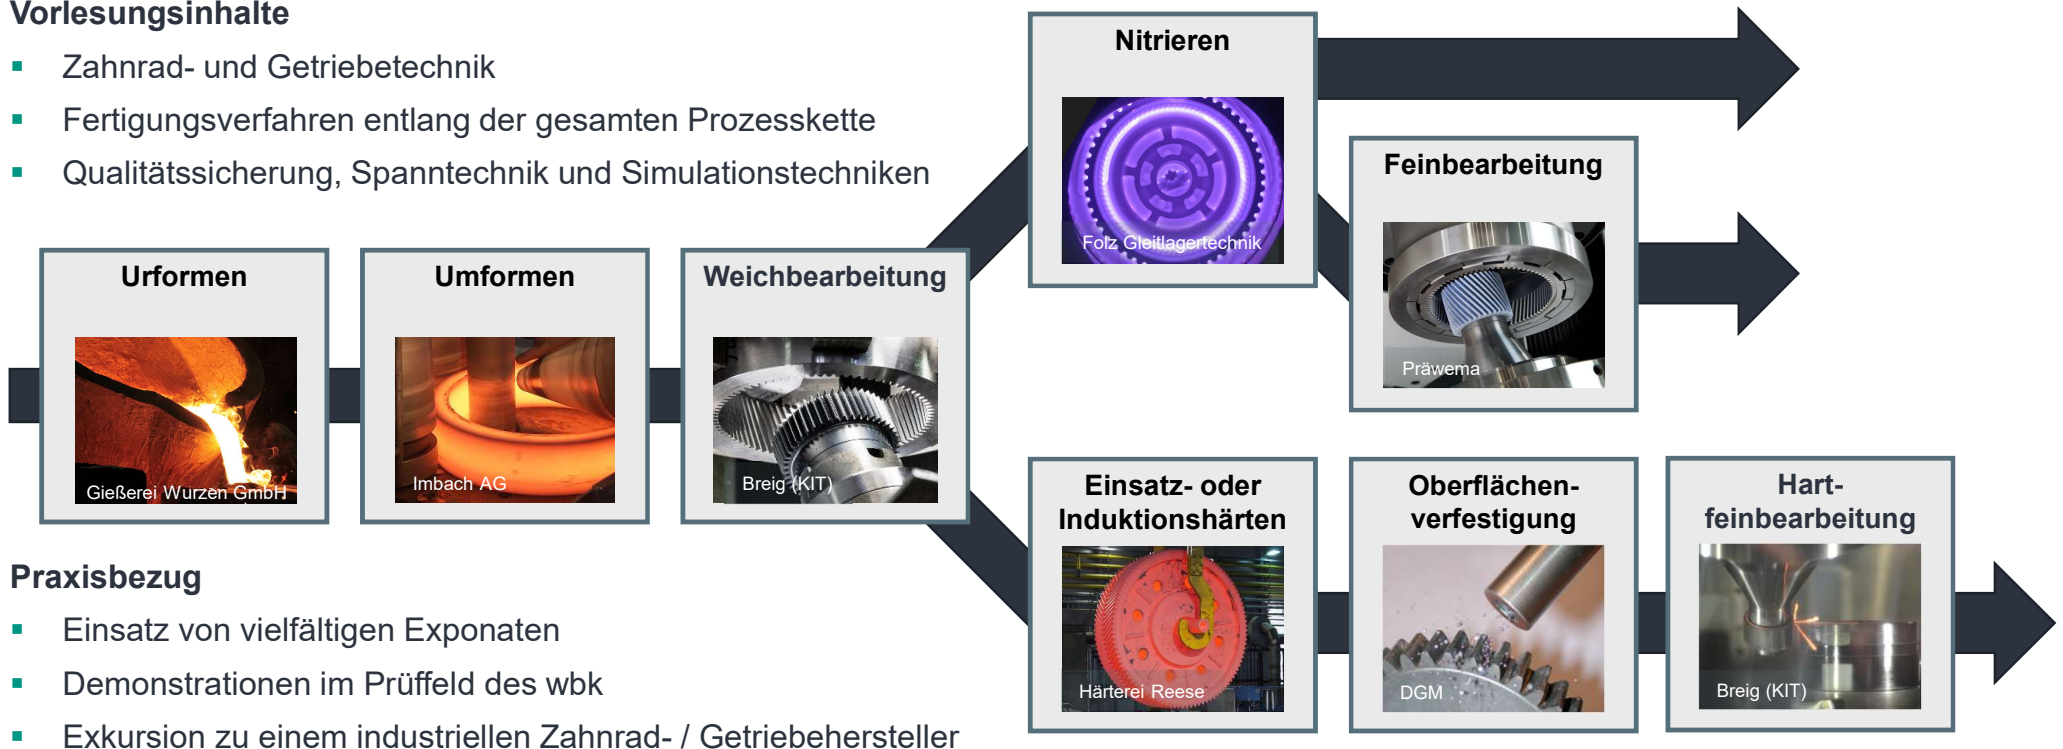 Vorlesungsinhalte
▪ Zahnrad- und Getriebetechnik
▪ Fertigungsverfahren entlang der gesamten Prozesskette
▪ Qualitätssicherung, Spanntechnik und Simulationstechniken
Urformen
Gießerei Wurzen GmbH
Umformen
Imbach AG
Weichbearbeitung
Breig (KIT)
Nitrieren
Folz Gleitlagertechnik
Feinbearbeitung
Präwema
Einsatz- oder
Induktionshärten
Härterei Reese
Oberflächen-
verfestigung
DGM
Hart-
feinbearbeitung
Breig (KIT)
Praxisbezug
▪ Einsatz von vielfältigen Exponaten
▪ Demonstrationen im Prüffeld des wbk
▪ Exkursion zu einem industriellen Zahnrad- / Getriebehersteller